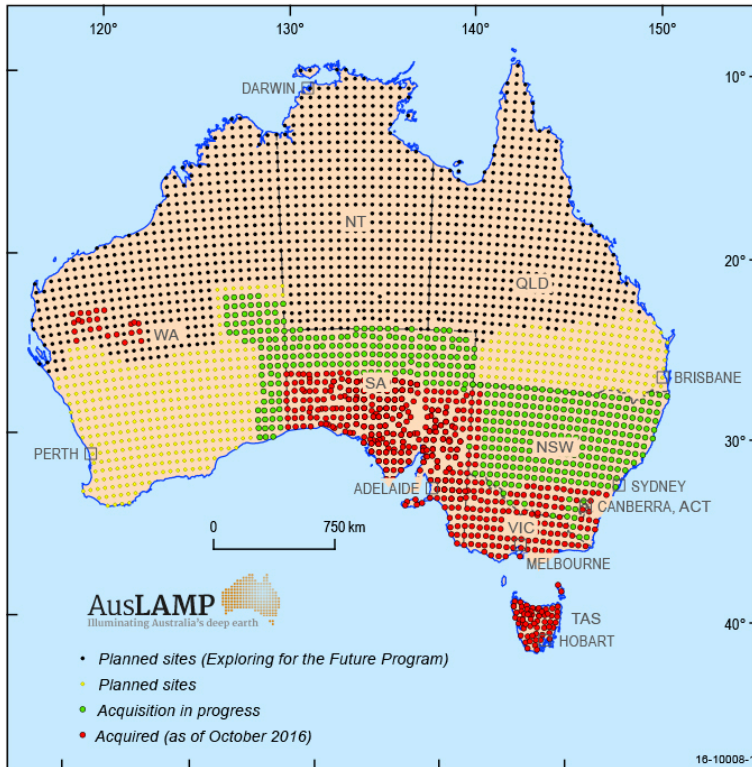 120° 130° 140° 150°
10°
DARWIN
NT
20°
QLD
WA
BRISBANE
SA
30°
NSW
PERTH
SYDNEY
ADELAIDE
CANBERRA, ACT
0 750 km
VIC
MELBOURNE
AusLAMP
Illuminating Australia's deep earth
TAS
40°
HOBART
Planned sites (Exploring for the Future Program)
Planned sites
Acquisition in progress
Acquired (as of October 2016)